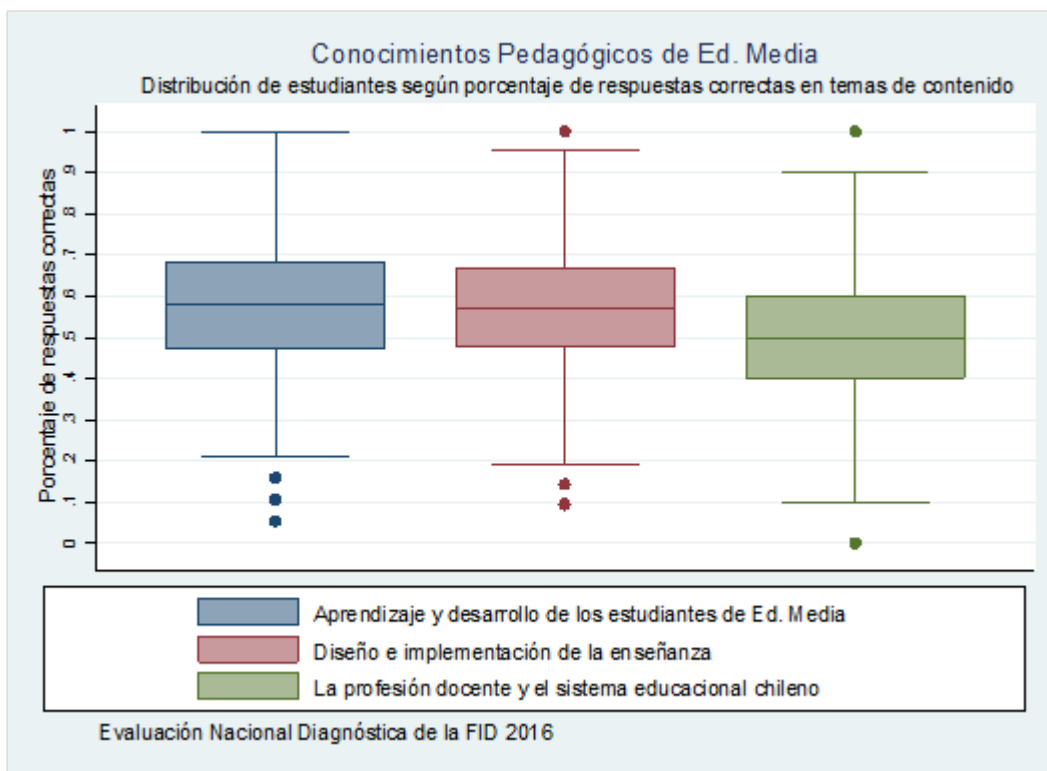 Conocimientos Pedagógicos de Ed. Media
Distribución de estudiantes según porcentaje de respuestas correctas en temas de contenido
Porcentaje de respuestas correctas
1
.9
.8
.7
.6
.5
.4
.3
.2
.1
0
Aprendizaje y desarrollo de los estudiantes de Ed. Media
Diseño e implementación de la enseñanza
La profesión docente y el sistema educacional chileno
Evaluación Nacional Diagnóstica de la FID 2016